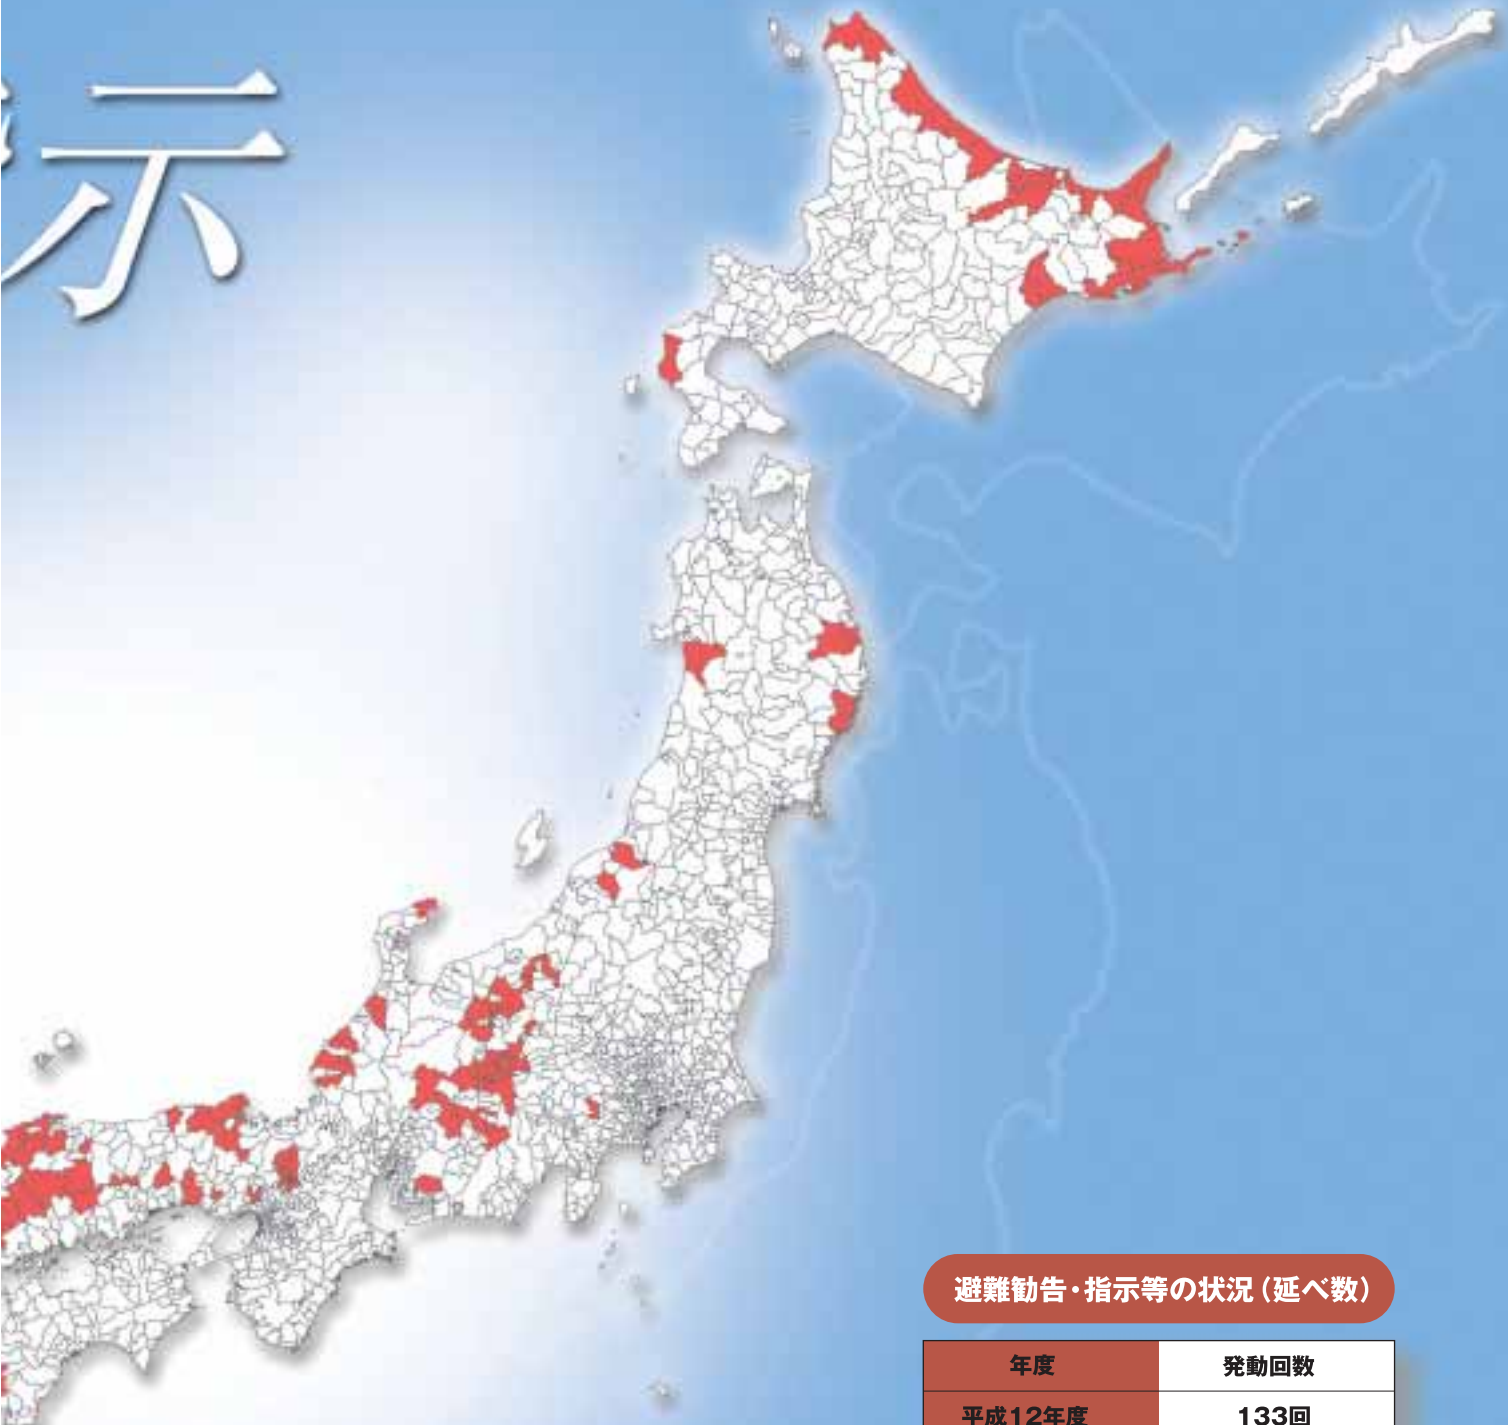 示
避難勧告・指示等の状況（延べ数）
年度 発動回数
平成12年度 133回